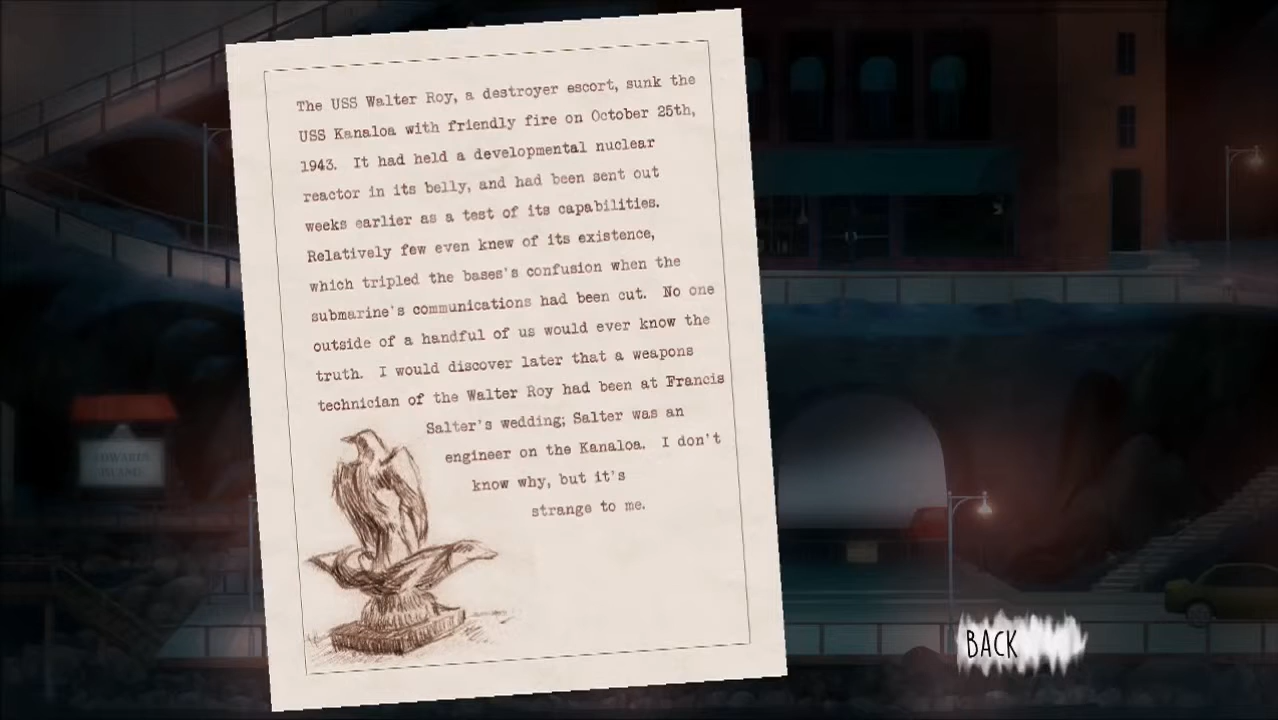 The USS Walter Roy, a destroyer escort, sunk the
USS Kanaloa with friendly fire on October 25th,
1943.  It had held a developmental nuclear
reactor in its belly, and had been sent out
weeks earlier as a test of its capabilities.
Relatively few even knew of its existence,
which tripled the bases's confusion when the
submarine's communications had been cut.  No one
outside of a handful of us would ever know the
truth.  I would discover later that a weapons
technician of the Walter Roy had been at Francis
Salter's wedding; Salter was an
engineer on the Kanaloa.  I don't
know why, but it's
strange to me.
EDWARDS
ISLAND
BACK